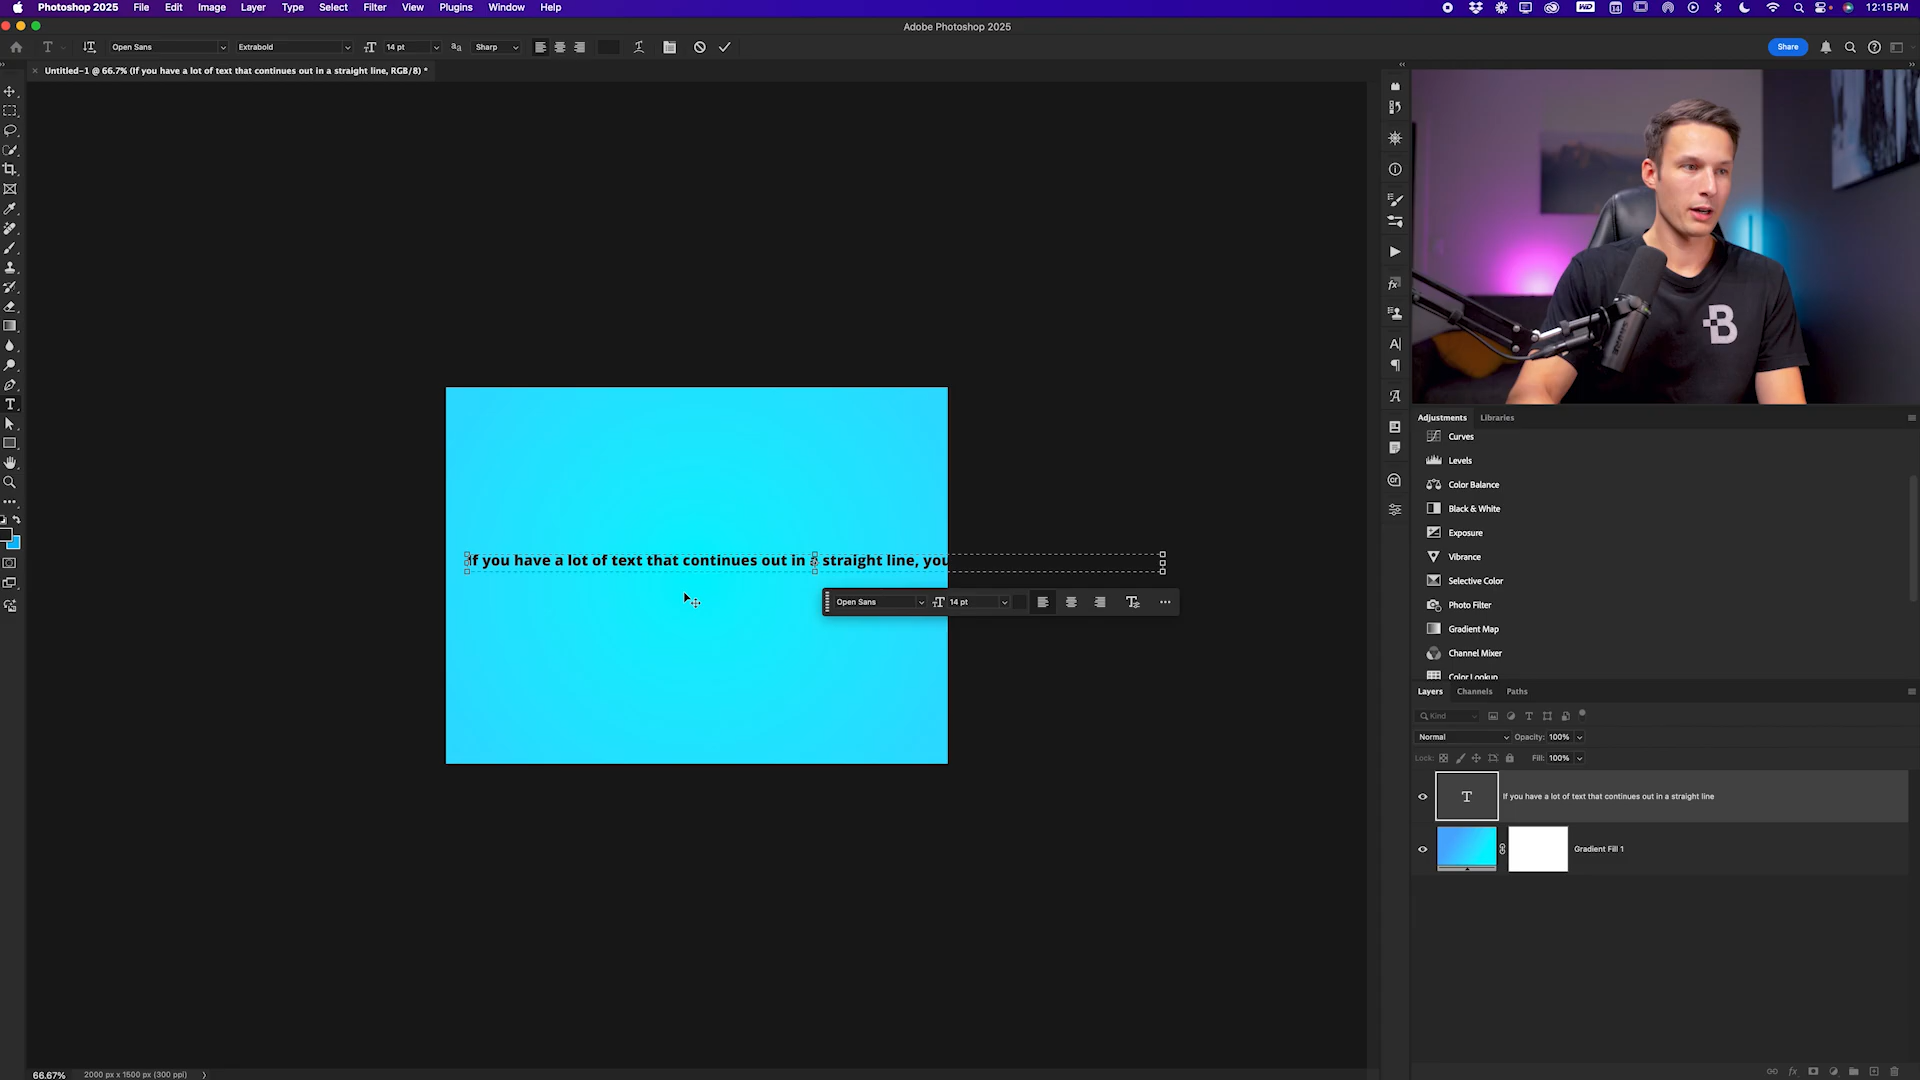 Photoshop 2025 File Edit Image Layer Type Select Filter View Plugins Window Help 12:15PM
Adobe Photoshop 2025
T Open Sans Extrabold 14 pt Sharp Share
Untitled-1 @ 66.7% (If you have a lot of text that continues out in a straight line, RGB/8) *
B
If you have a lot of text that continues out in a straight line, you
Open Sans 14 pt
Adjustments Libraries
Curves
Levels
Color Balance
Black & White
Exposure
Vibrance
Selective Color
Photo Filter
Gradient Map
Channel Mixer
Color Lookup
Layers Channels Paths
Kind
Normal Opacity: 100%
Lock: Fill: 100%
T If you have a lot of text that continues out in a straight line
Gradient Fill 1
66.67% 2000 px x 1500 px (300 ppi)